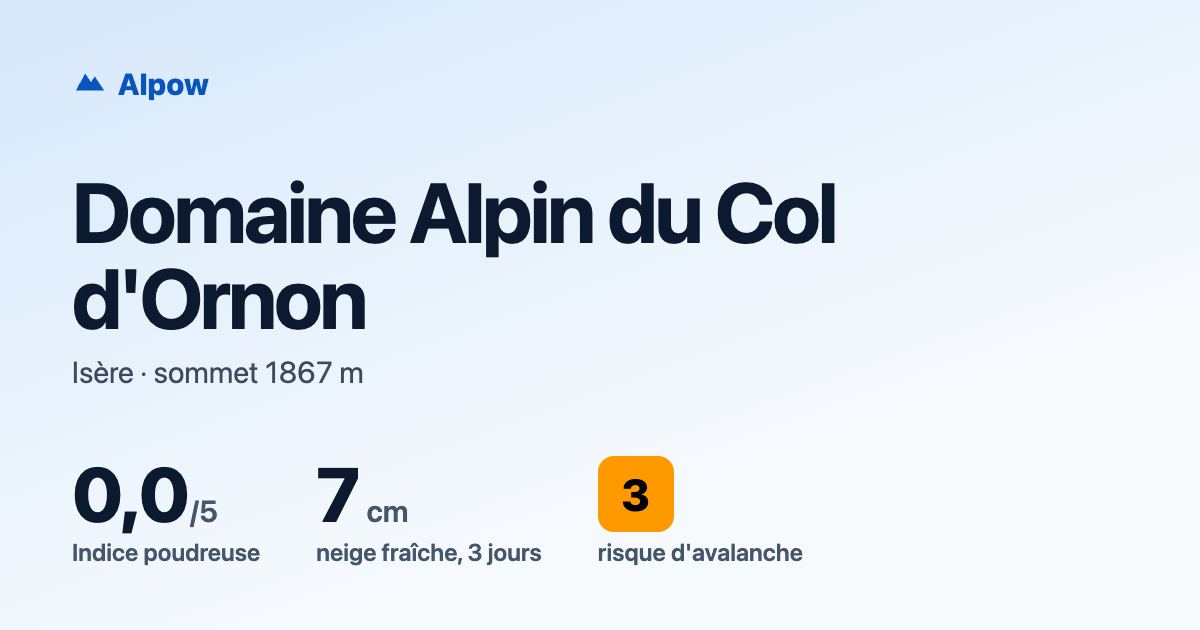 Alpow
Domaine Alpin du Col
d'Ornon
Isère · sommet 1867 m
0,0/5
7 cm
3
Indice poudreuse
neige fraîche, 3 jours
risque d'avalanche